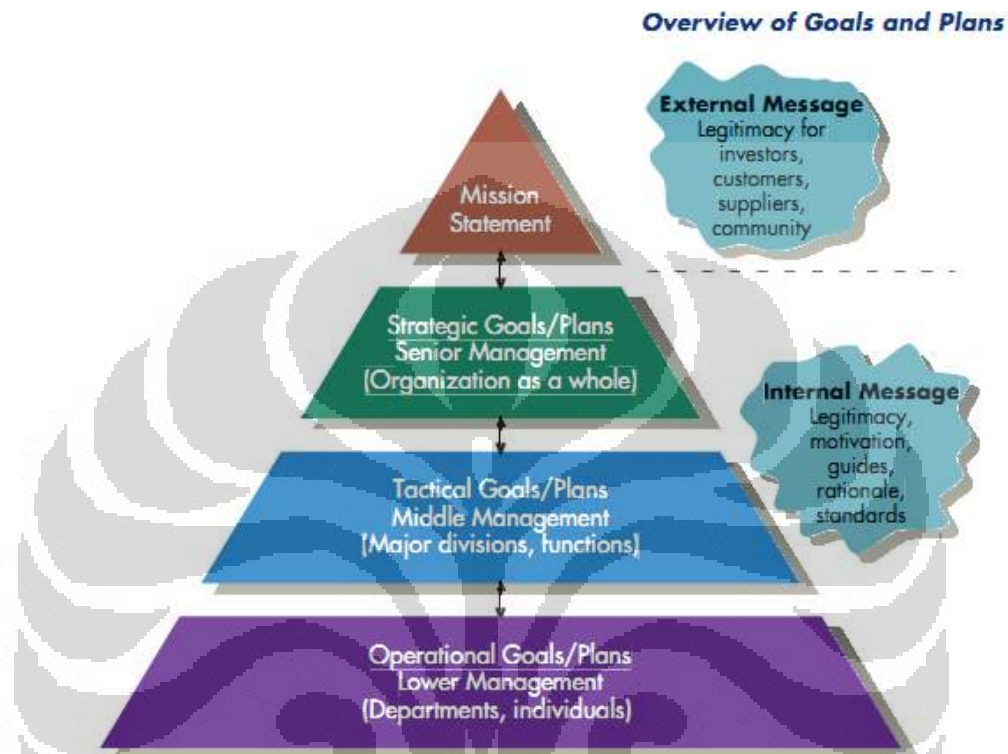 Overview of Goals and Plans
External Message
Legitimacy for
investors,
customers,
suppliers,
community
Mission
Statement
Strategic Goals/Plans
Senior Management
(Organization as a whole)
Internal Message
Legitimacy,
motivation,
guides,
rationale,
standards
Tactical Goals/Plans
Middle Management
(Major divisions, functions)
Operational Goals/Plans
Lower Management
(Departments, individuals)